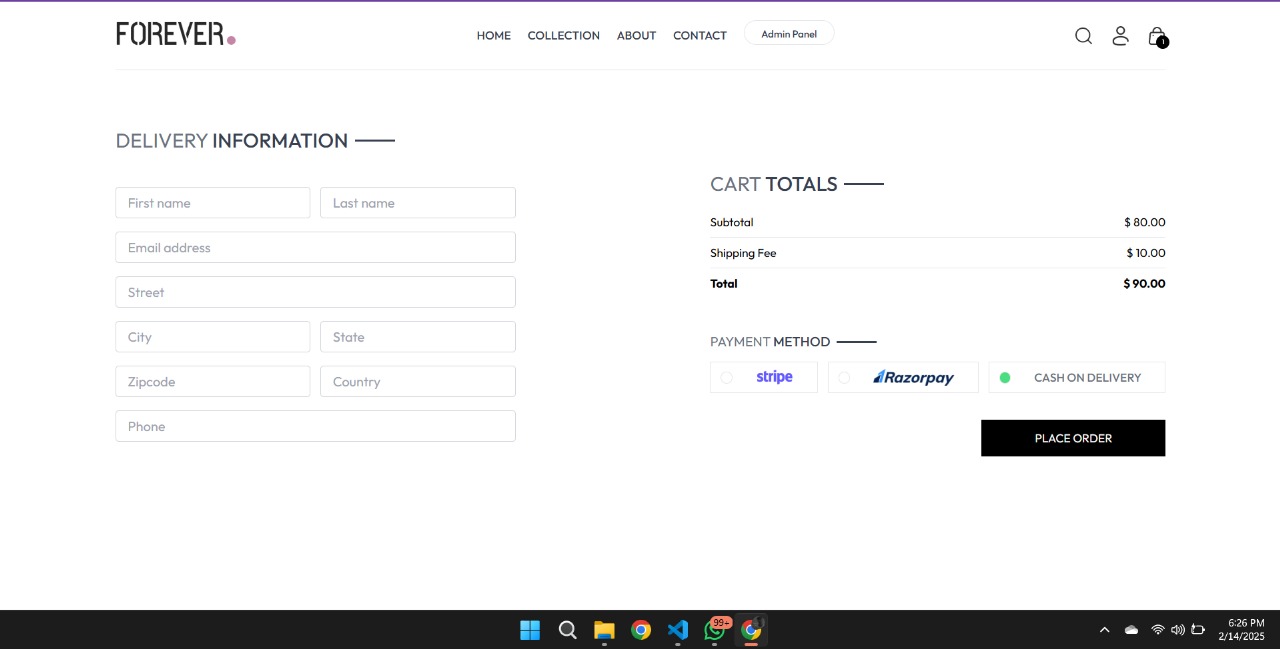 FOREVER.
HOME COLLECTION ABOUT CONTACT Admin Panel
1
DELIVERY INFORMATION
First name Last name
Email address
Street
City State
Zipcode Country
Phone
CART TOTALS
Subtotal $ 80.00
Shipping Fee $ 10.00
Total $ 90.00
PAYMENT METHOD
stripe Razorpay CASH ON DELIVERY
PLACE ORDER
99+
6:26 PM
2/14/2025